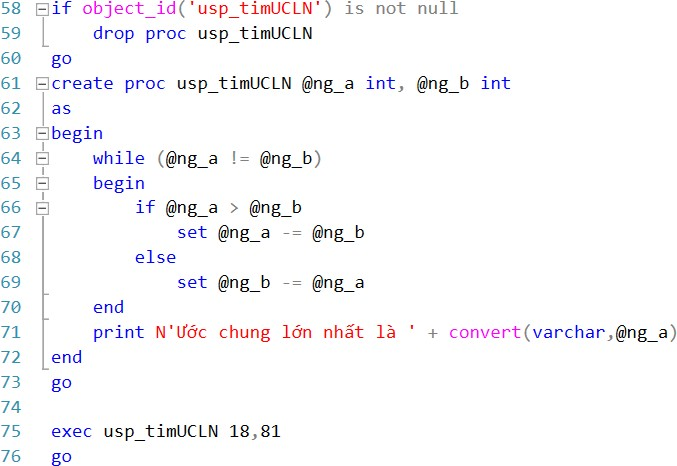 58 if object_id('usp_timUCLN') is not null
59     drop proc usp_timUCLN
60 go
61 create proc usp_timUCLN @ng_a int, @ng_b int
62 as
63 begin
64     while (@ng_a != @ng_b)
65     begin
66         if @ng_a > @ng_b
67             set @ng_a -= @ng_b
68         else
69             set @ng_b -= @ng_a
70     end
71     print N'Ước chung lớn nhất là ' + convert(varchar,@ng_a)
72 end
73 go
74
75 exec usp_timUCLN 18,81
76 go